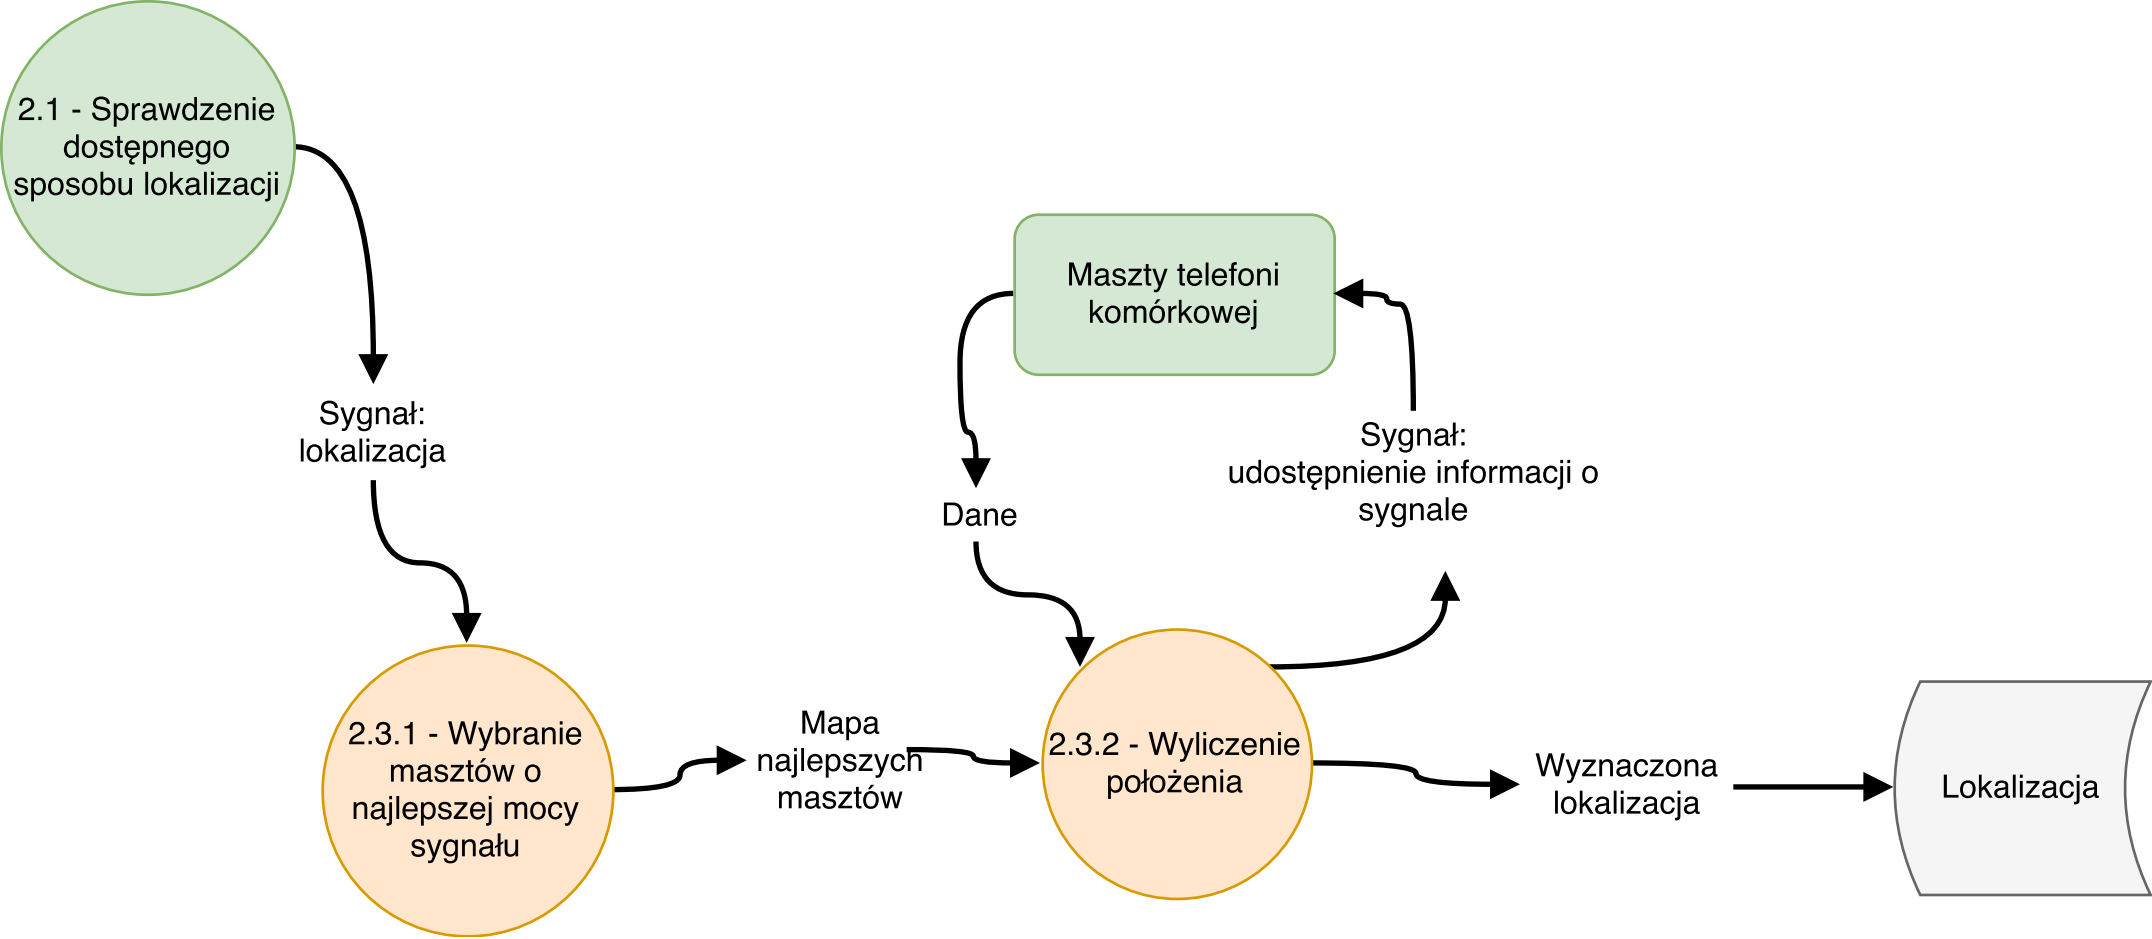 2.1 - Sprawdzenie
dostępnego
sposobu lokalizacji
Maszty telefoni
komórkowej
Sygnał:
lokalizacja
Sygnał:
udostępnienie informacji o
sygnale
Dane
2.3.1 - Wybranie
masztów o
najlepszej mocy
sygnału
Mapa
najlepszych
masztów
2.3.2 - Wyliczenie
położenia
Wyznaczona
lokalizacja
Lokalizacja